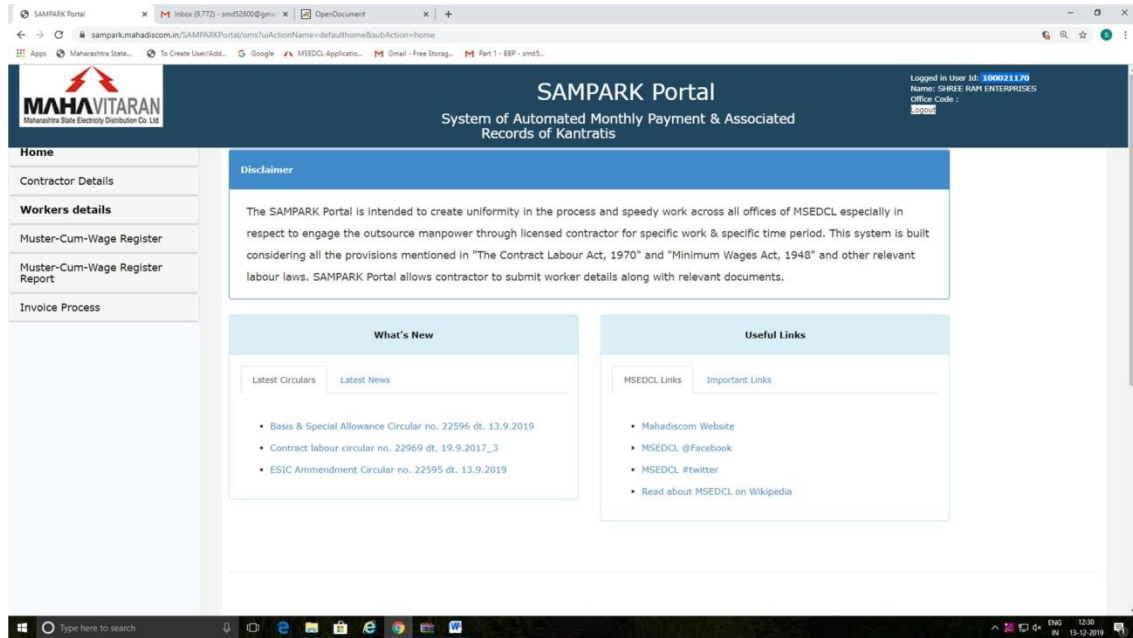 SAMPARK Portal
Inbox (9,772) - smd52600@gmai
OpenDocument
sampark.mahadiscom.in/SAMPARKPortal/oms?uiActionName=defaulthome&subAction=home
Apps
Maharashtra State...
To Create User/Add...
Google
MSEDCL Applicatio...
Gmail - Free Storag...
Part 1 - BBP - smd5...
MAHAVITARAN
Maharashtra State Electricity Distribution Co. Ltd
SAMPARK Portal
System of Automated Monthly Payment & Associated
Records of Kantratis
Logged in User Id: 100021170
Name: SHREE RAM ENTERPRISES
Office Code :
Logout
Home
Contractor Details
Workers details
Muster-Cum-Wage Register
Muster-Cum-Wage Register
Report
Invoice Process
Disclaimer
The SAMPARK Portal is intended to create uniformity in the process and speedy work across all offices of MSEDCL especially in
respect to engage the outsource manpower through licensed contractor for specific work & specific time period. This system is built
considering all the provisions mentioned in "The Contract Labour Act, 1970" and "Minimum Wages Act, 1948" and other relevant
labour laws. SAMPARK Portal allows contractor to submit worker details along with relevant documents.
What's New
Latest Circulars
Latest News
• Basis & Special Allowance Circular no. 22596 dt. 13.9.2019
• Contract labour circular no. 22969 dt. 19.9.2017_3
• ESIC Ammendment Circular no. 22595 dt. 13.9.2019
Useful Links
MSEDCL Links
Important Links
• Mahadiscom Website
• MSEDCL @Facebook
• MSEDCL #twitter
• Read about MSEDCL on Wikipedia
Type here to search
ENG
IN
12:30
13-12-2019